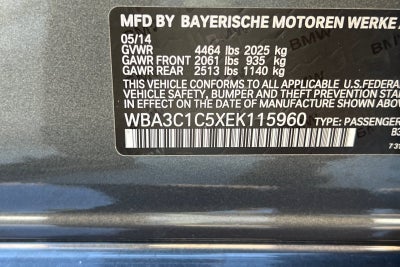 MFD BY BAYERISCHE MOTOREN WERKE
05/14
GVWR 4464 lbs 2025 kg
GAWR FRONT 2061 lbs 935 kg
GAWR REAR 2513 lbs 1140 kg
THIS VEHICLE CONFORMS TO ALL APPLICABLE U.S.FEDERAL
VEHICLE SAFETY, BUMPER AND THEFT PREVENTION STA
IN EFFECT ON THE DATE OF MANUFACTURE SHOWN ABOVE
WBA3C1C5XEK115960 TYPE: PASSENGER